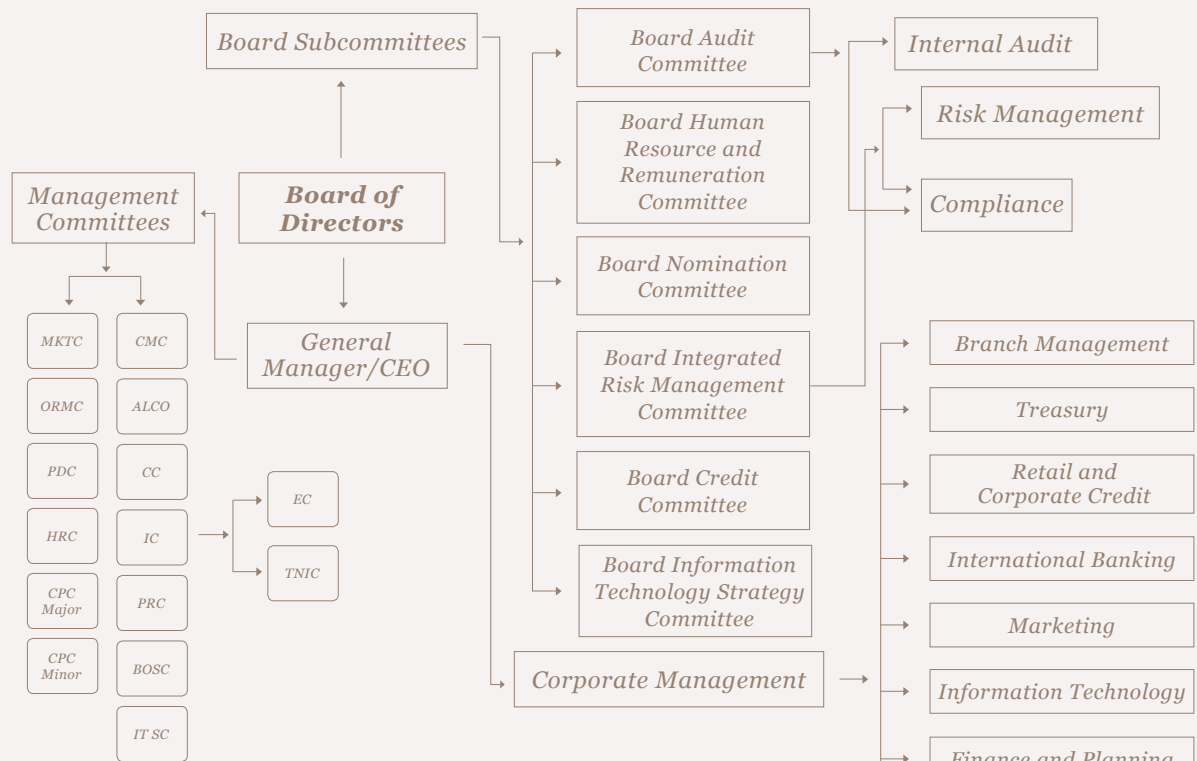 Board Subcommittees
Board of
Directors
Management
Committees
General
Manager/CEO
MKTC
CMC
ORMC
ALCO
PDC
CC
HRC
IC
CPC
Major
PRC
CPC
Minor
BOSC
IT SC
EC
TNIC
Board Audit
Committee
Board Human
Resource and
Remuneration
Committee
Board Nomination
Committee
Board Integrated
Risk Management
Committee
Board Credit
Committee
Board Information
Technology Strategy
Committee
Corporate Management
Internal Audit
Risk Management
Compliance
Branch Management
Treasury
Retail and
Corporate Credit
International Banking
Marketing
Information Technology
Finance and Planning